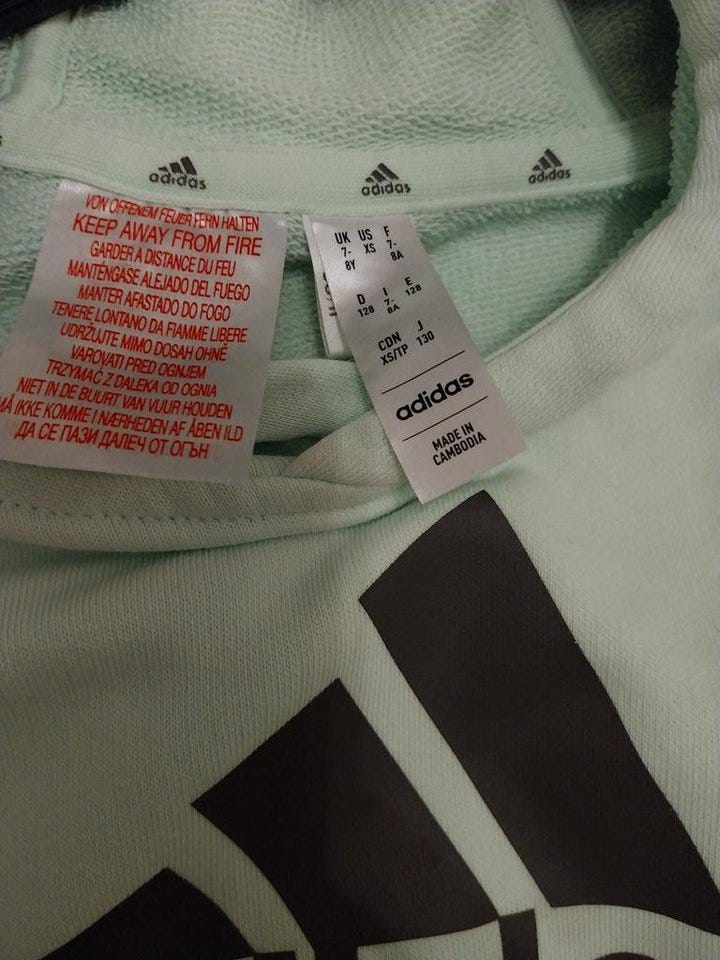 adidas
adidas
adidas
VON OFFENEM FEUER FERN HALTEN
KEEP AWAY FROM FIRE
GARDER A DISTANCE DU FEU
MANTENGASE ALEJADO DEL FUEGO
MANTER AFASTADO DO FOGO
TENERE LONTANO DA FIAMME LIBERE
UDRŽUJTE MIMO DOSAH OHNĚ
VAROVATI PRED OGNJEM
TRZYMAĆ Z DALEKA OD OGNIA
NIET IN DE BUURT VAN VUUR HOUDEN
MÅ IKKE KOMME I NÆRHEDEN AF ÅBEN ILD
ДА СЕ ПАЗИ ДАЛЕЧ ОТ ОГЪН
UK US F
7- XS 7-
8Y 8A
D I E
128 7- 128
8A
CDN J
XS/TP 130
adidas
MADE IN
CAMBODIA